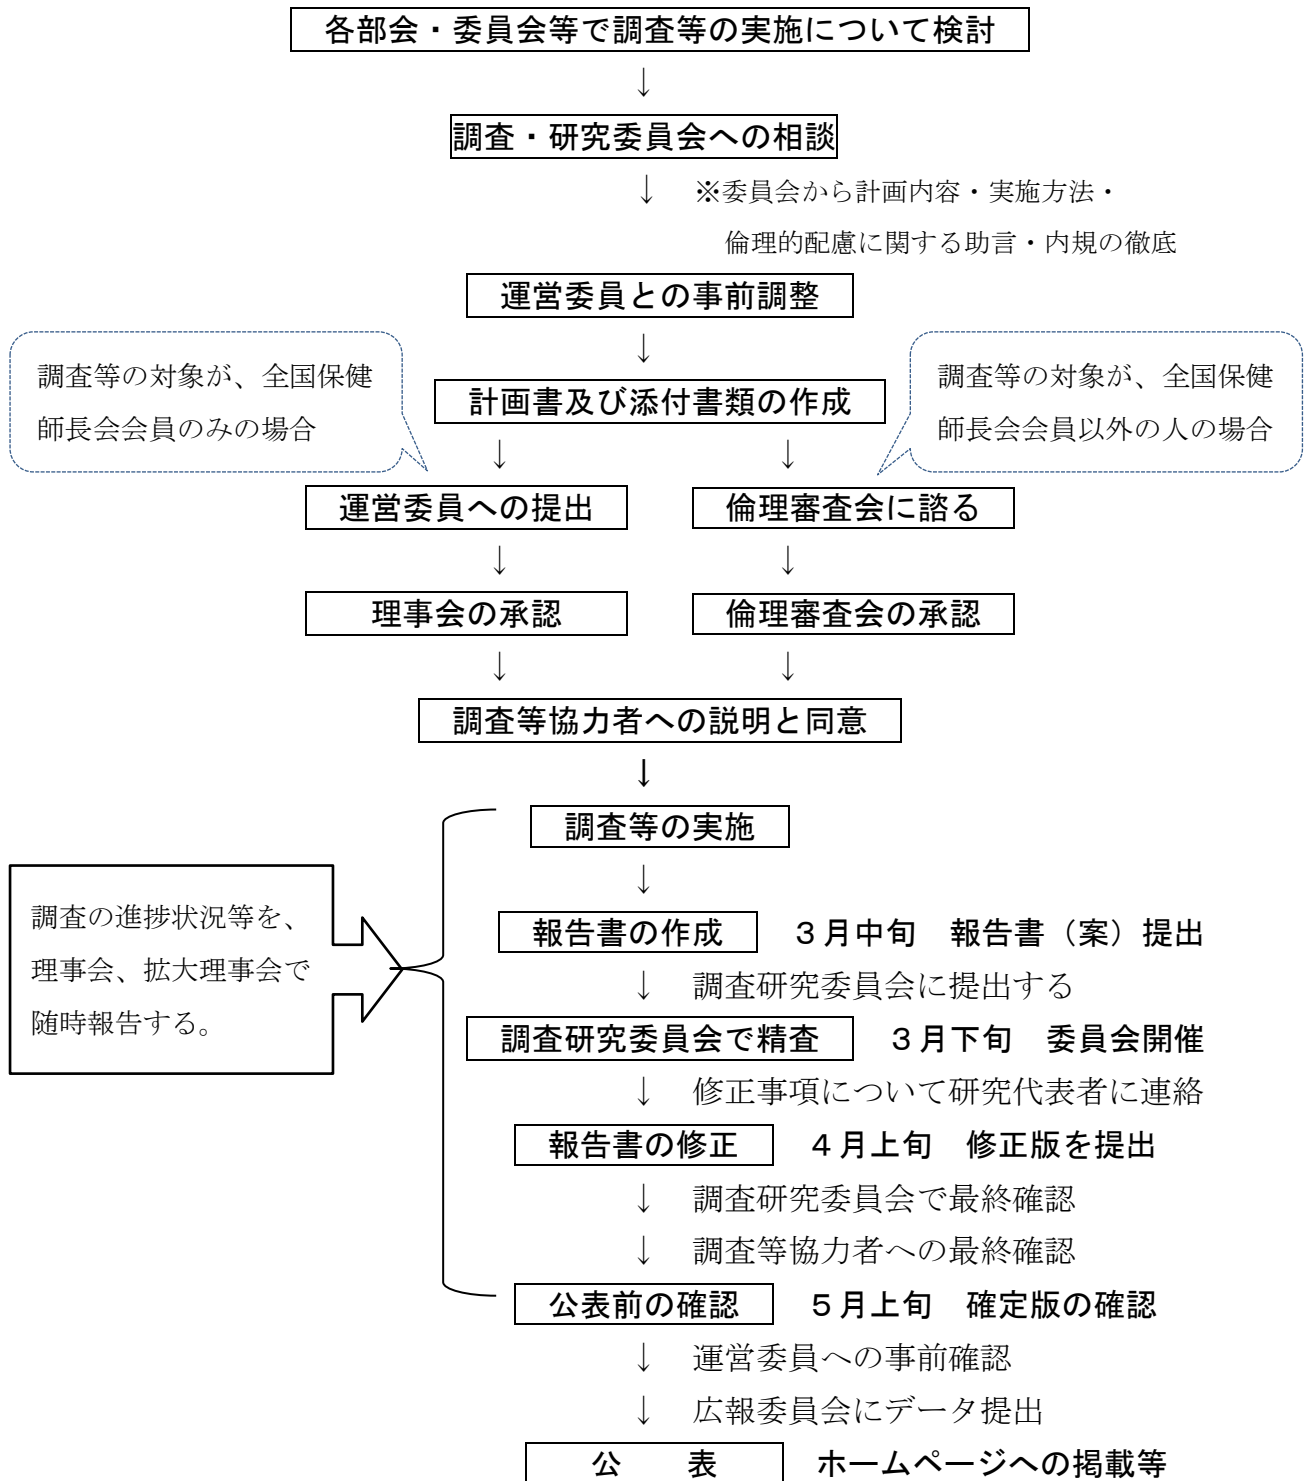 各部会・委員会等で調査等の実施について検討
↓
調査・研究委員会への相談
↓ ※委員会から計画内容・実施方法・
倫理的配慮に関する助言・内規の徹底
運営委員との事前調整
↓
調査等の対象が、全国保健
師長会会員のみの場合
調査等の対象が、全国保健
師長会会員以外の人の場合
計画書及び添付書類の作成
↓ ↓
運営委員への提出 倫理審査会に諮る
↓ ↓
理事会の承認 倫理審査会の承認
↓ ↓
調査等協力者への説明と同意
↓
調査等の実施
↓
調査の進捗状況等を、
理事会、拡大理事会で
随時報告する。
報告書の作成 3月中旬 報告書（案）提出
↓ 調査研究委員会に提出する
調査研究委員会で精査 3月下旬 委員会開催
↓ 修正事項について研究代表者に連絡
報告書の修正 4月上旬 修正版を提出
↓ 調査研究委員会で最終確認
↓ 調査等協力者への最終確認
公表前の確認 5月上旬 確定版の確認
↓ 運営委員への事前確認
↓ 広報委員会にデータ提出
公 表 ホームページへの掲載等